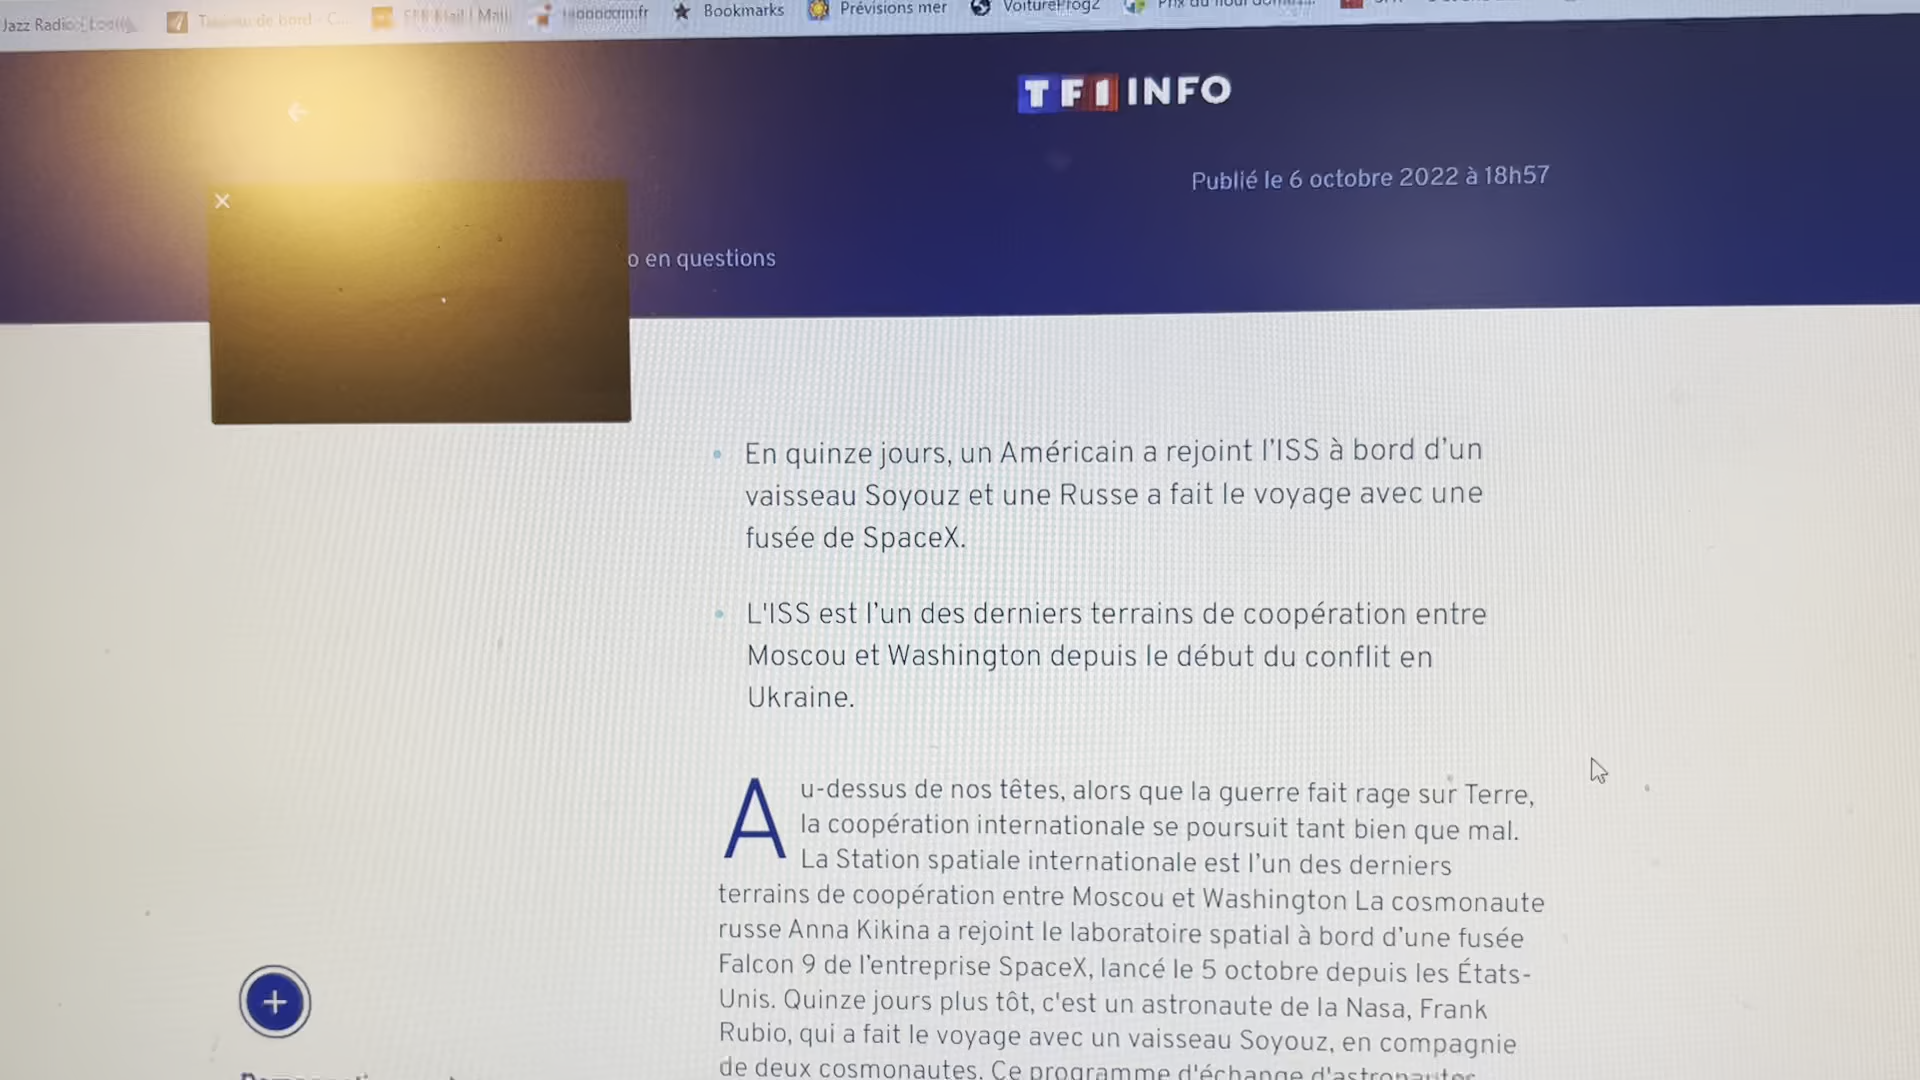 Jazz Radio
Bookmarks
Prévisions mer
VoitureProg2
TF1 INFO
Publié le 6 octobre 2022 à 18h57
o en questions
En quinze jours, un Américain a rejoint l’ISS à bord d’un
vaisseau Soyouz et une Russe a fait le voyage avec une
fusée de SpaceX.
L'ISS est l’un des derniers terrains de coopération entre
Moscou et Washington depuis le début du conflit en
Ukraine.
Au-dessus de nos têtes, alors que la guerre fait rage sur Terre,
la coopération internationale se poursuit tant bien que mal.
La Station spatiale internationale est l’un des derniers
terrains de coopération entre Moscou et Washington La cosmonaute
russe Anna Kikina a rejoint le laboratoire spatial à bord d’une fusée
Falcon 9 de l’entreprise SpaceX, lancé le 5 octobre depuis les États-
Unis. Quinze jours plus tôt, c'est un astronaute de la Nasa, Frank
Rubio, qui a fait le voyage avec un vaisseau Soyouz, en compagnie
de deux cosmonautes. Ce programme d'échange d'astronautes